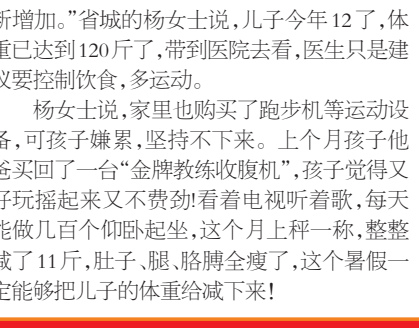 新增加。”省城的杨女士说,儿子今年12了,体
重已达到120斤了,带到医院去看,医生只是建
议要控制饮食,多运动。
杨女士说,家里也购买了跑步机等运动设
备,可孩子嫌累,坚持不下来。上个月孩子他
爸买回了一台“金牌教练收腹机”,孩子觉得又
好玩摇起来又不费劲!看着电视听着歌,每天
能做几百个仰卧起坐,这个月上秤一称,整整
减了11斤,肚子、腿、胳膊全瘦了,这个暑假一
定能够把儿子的体重给减下来!